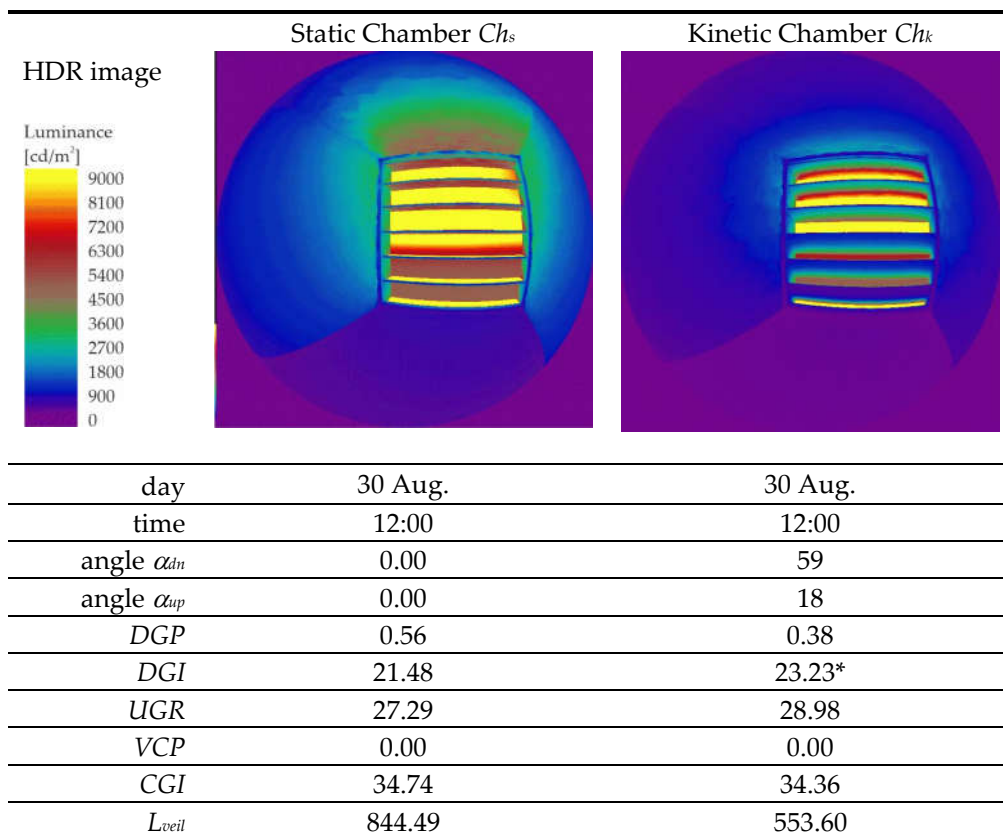 Static Chamber Chs Kinetic Chamber Chk
HDR image
Luminance
[cd/m²]
9000
8100
7200
6300
5400
4500
3600
2700
1800
900
0
day 30 Aug. 30 Aug.
time 12:00 12:00
angle αdn 0.00 59
angle αup 0.00 18
DGP 0.56 0.38
DGI 21.48 23.23*
UGR 27.29 28.98
VCP 0.00 0.00
CGI 34.74 34.36
Lveil 844.49 553.60